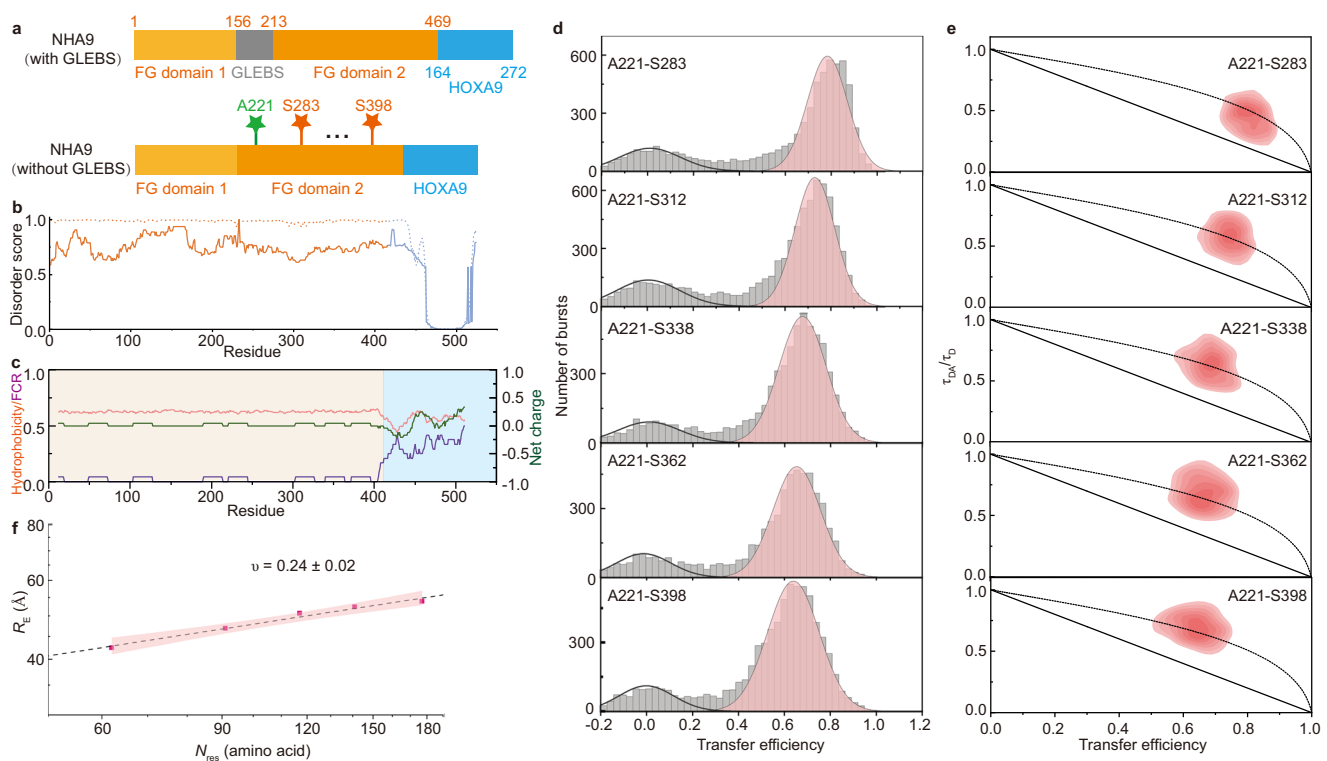 a
NHA9
(with GLEBS)
1 156 213 469
FG domain 1 GLEBS FG domain 2 164 272
HOXA9
A221 S283 ... S398
NHA9
(without GLEBS)
FG domain 1 FG domain 2 HOXA9
b
Disorder score
1.0
0.5
0.0
0 100 200 300 400 500
Residue
c
Hydrophobicity/FCR
1.0
0.5
0.0
Net charge
1.0
0.5
0.0
-0.5
-1.0
0 100 200 300 400 500
Residue
f
υ = 0.24 ± 0.02
R_E (Å)
80
60
40
60 90 120 150 180
N_res (amino acid)
d
Number of bursts
A221-S283
600
300
0
A221-S312
600
300
0
A221-S338
300
0
A221-S362
300
0
A221-S398
300
0
-0.2 0.0 0.2 0.4 0.6 0.8 1.0 1.2
Transfer efficiency
e
τ_DA/τ_D
A221-S283
1.0
0.5
0.0
A221-S312
1.0
0.5
0.0
A221-S338
1.0
0.5
0.0
A221-S362
1.0
0.5
0.0
A221-S398
1.0
0.5
0.0
0.0 0.2 0.4 0.6 0.8 1.0
Transfer efficiency